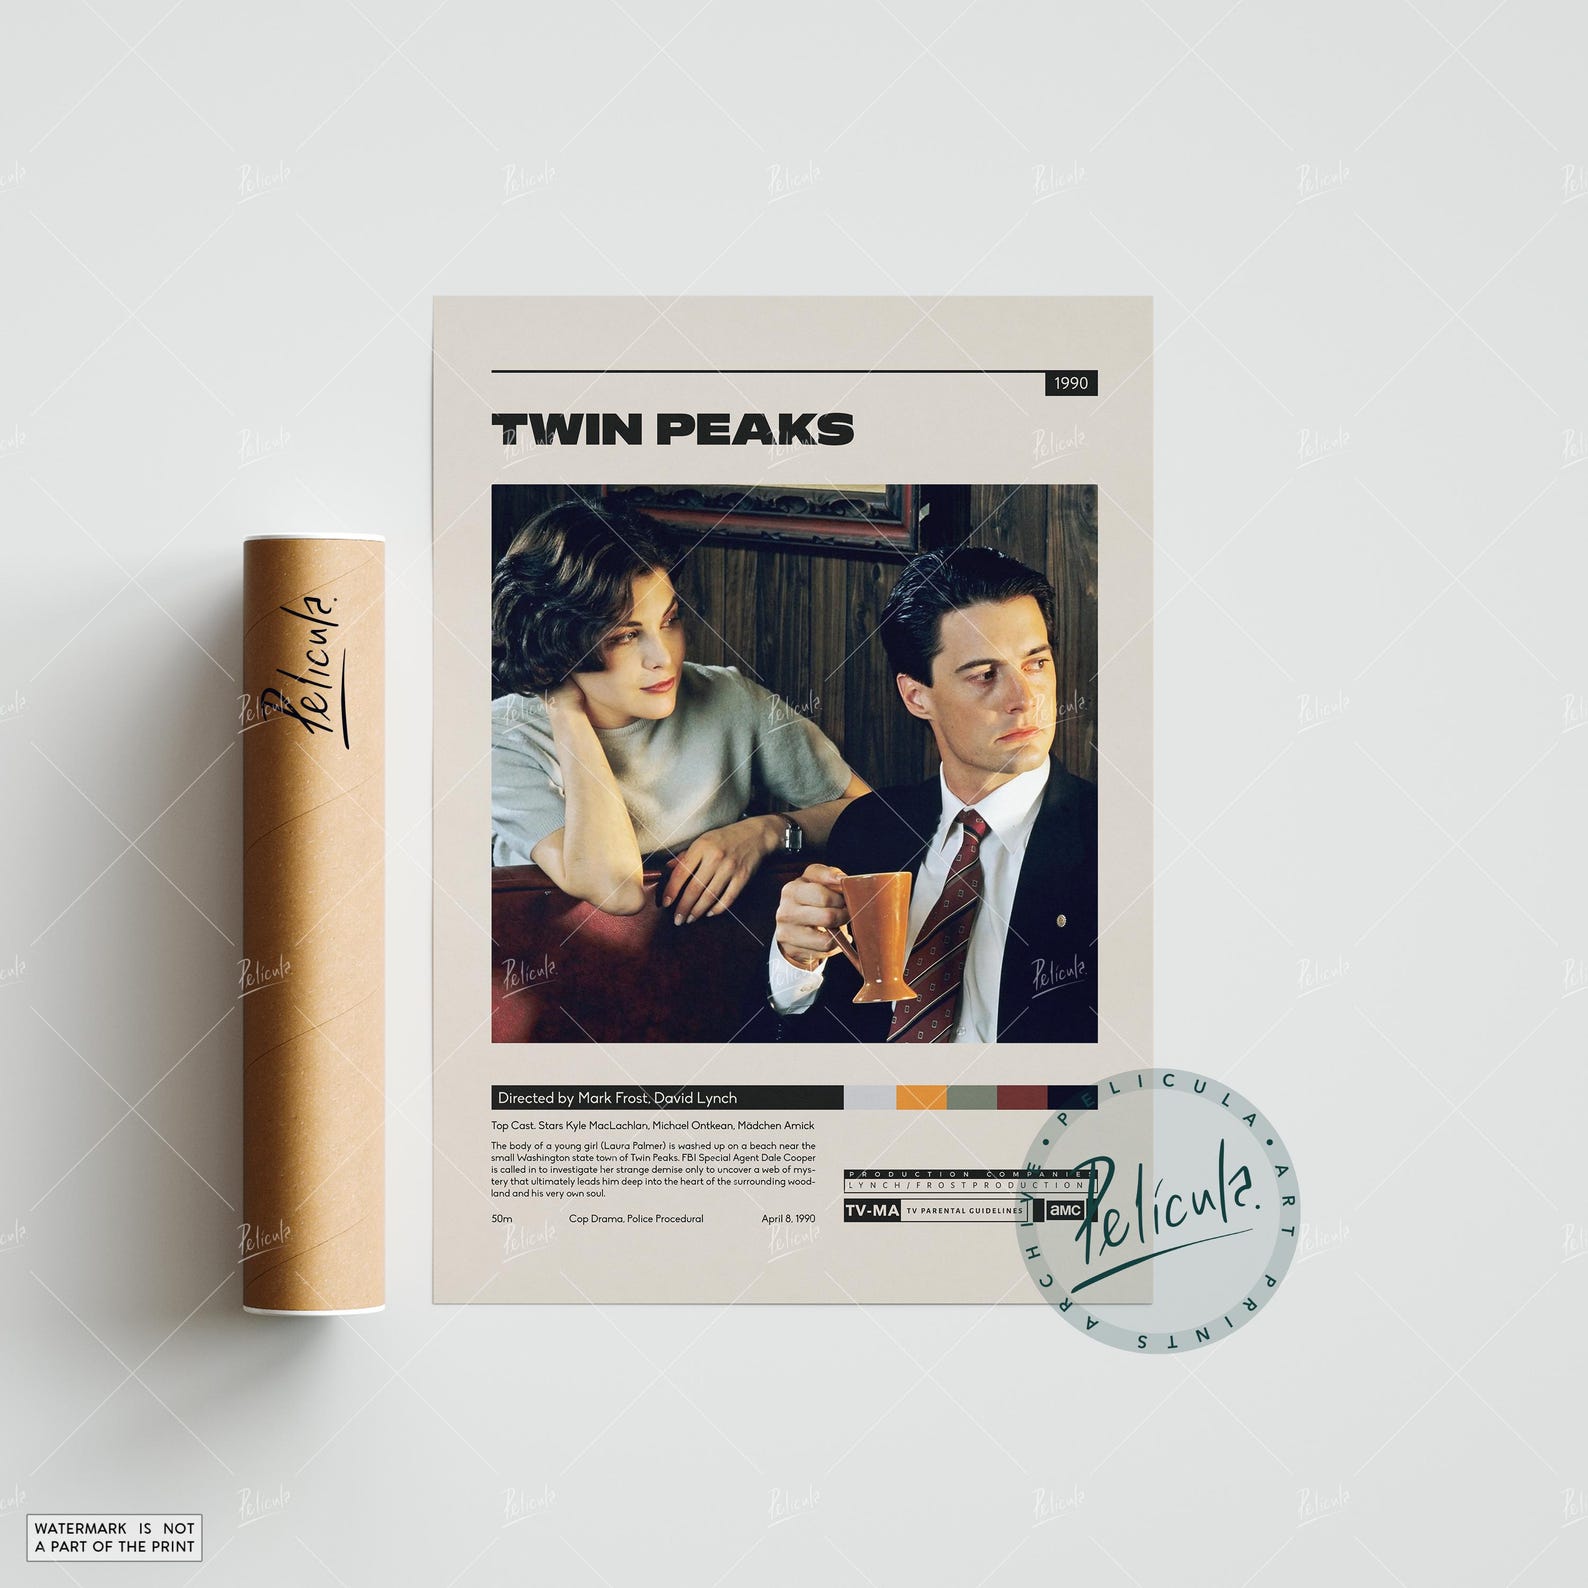 1990
TWIN PEAKS
Pelicula.
Directed by Mark Frost, David Lynch
Top Cast. Stars Kyle MacLachlan, Michael Ontkean, Mädchen Amick
The body of a young girl (Laura Palmer) is washed up on a beach near the
small Washington state town of Twin Peaks. FBI Special Agent Dale Cooper
is called in to investigate her strange demise only to uncover a web of mys-
tery that ultimately leads him deep into the heart of the surrounding wood-
land and his very own soul.
50m Cop Drama, Police Procedural April 8, 1990
PRODUCTION COMPANIES
LYNCH/FROSTPRODUCTION
TV-MA TV PARENTAL GUIDELINES aMC
PELICULA • ART PRINTS ARCHIVE •
Pelicula.
WATERMARK IS NOT
A PART OF THE PRINT